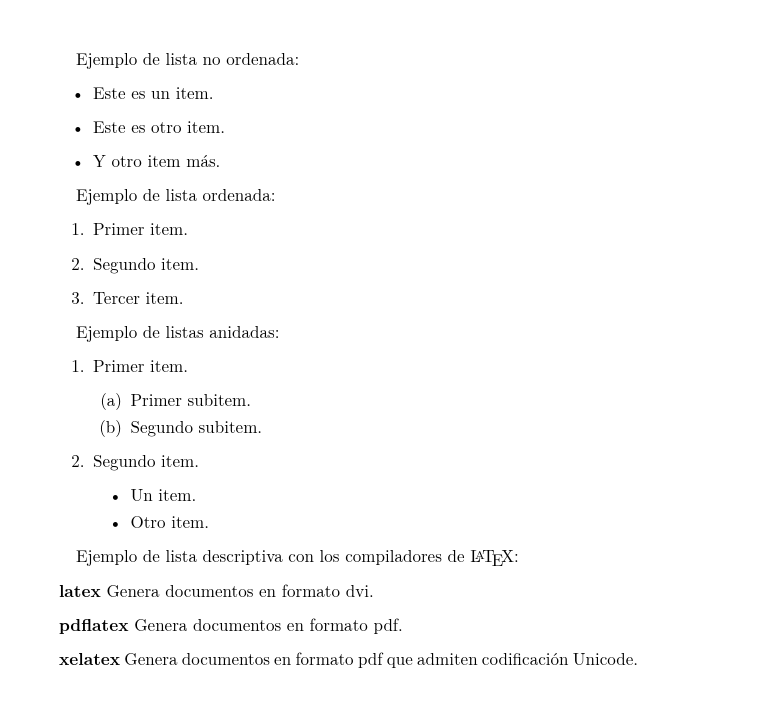 Ejemplo de lista no ordenada:
• Este es un item.
• Este es otro item.
• Y otro item más.
Ejemplo de lista ordenada:
1. Primer item.
2. Segundo item.
3. Tercer item.
Ejemplo de listas anidadas:
1. Primer item.
(a) Primer subitem.
(b) Segundo subitem.
2. Segundo item.
• Un item.
• Otro item.
Ejemplo de lista descriptiva con los compiladores de LATEX:
latex Genera documentos en formato dvi.
pdflatex Genera documentos en formato pdf.
xelatex Genera documentos en formato pdf que admiten codificación Unicode.